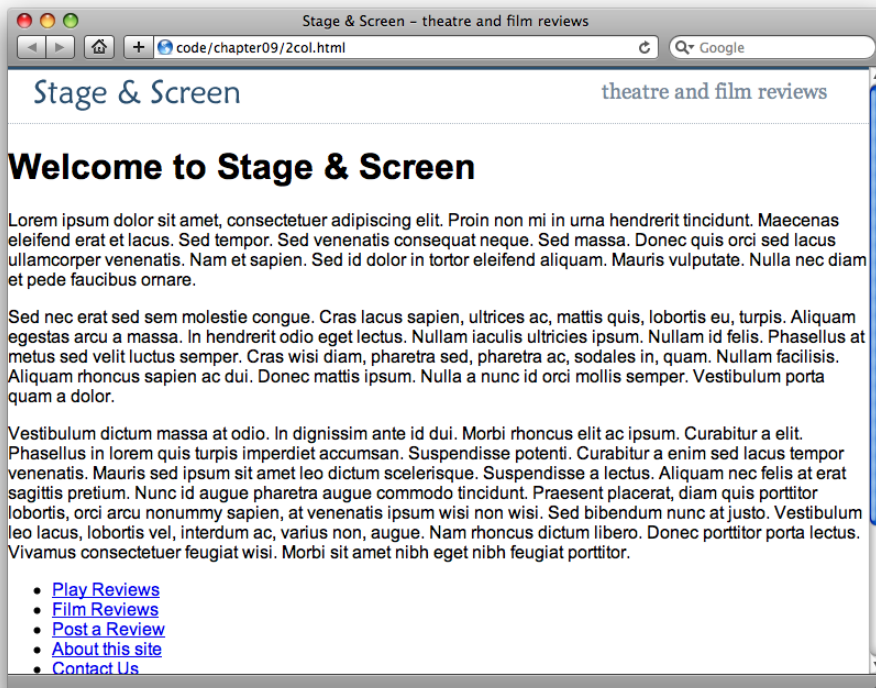 Stage & Screen – theatre and film reviews
code/chapter09/2col.html
Google
Stage & Screen
theatre and film reviews
Welcome to Stage & Screen
Lorem ipsum dolor sit amet, consectetuer adipiscing elit. Proin non mi in urna hendrerit tincidunt. Maecenas
eleifend erat et lacus. Sed tempor. Sed venenatis consequat neque. Sed massa. Donec quis orci sed lacus
ullamcorper venenatis. Nam et sapien. Sed id dolor in tortor eleifend aliquam. Mauris vulputate. Nulla nec diam
et pede faucibus ornare.
Sed nec erat sed sem molestie congue. Cras lacus sapien, ultrices ac, mattis quis, lobortis eu, turpis. Aliquam
egestas arcu a massa. In hendrerit odio eget lectus. Nullam iaculis ultricies ipsum. Nullam id felis. Phasellus at
metus sed velit luctus semper. Cras wisi diam, pharetra sed, pharetra ac, sodales in, quam. Nullam facilisis.
Aliquam rhoncus sapien ac dui. Donec mattis ipsum. Nulla a nunc id orci mollis semper. Vestibulum porta
quam a dolor.
Vestibulum dictum massa at odio. In dignissim ante id dui. Morbi rhoncus elit ac ipsum. Curabitur a elit.
Phasellus in lorem quis turpis imperdiet accumsan. Suspendisse potenti. Curabitur a enim sed lacus tempor
venenatis. Mauris sed ipsum sit amet leo dictum scelerisque. Suspendisse a lectus. Aliquam nec felis at erat
sagittis pretium. Nunc id augue pharetra augue commodo tincidunt. Praesent placerat, diam quis porttitor
lobortis, orci arcu nonummy sapien, at venenatis ipsum wisi non wisi. Sed bibendum nunc at justo. Vestibulum
leo lacus, lobortis vel, interdum ac, varius non, augue. Nam rhoncus dictum libero. Donec porttitor porta lectus.
Vivamus consectetuer feugiat wisi. Morbi sit amet nibh eget nibh feugiat porttitor.
Play Reviews
Film Reviews
Post a Review
About this site
Contact Us